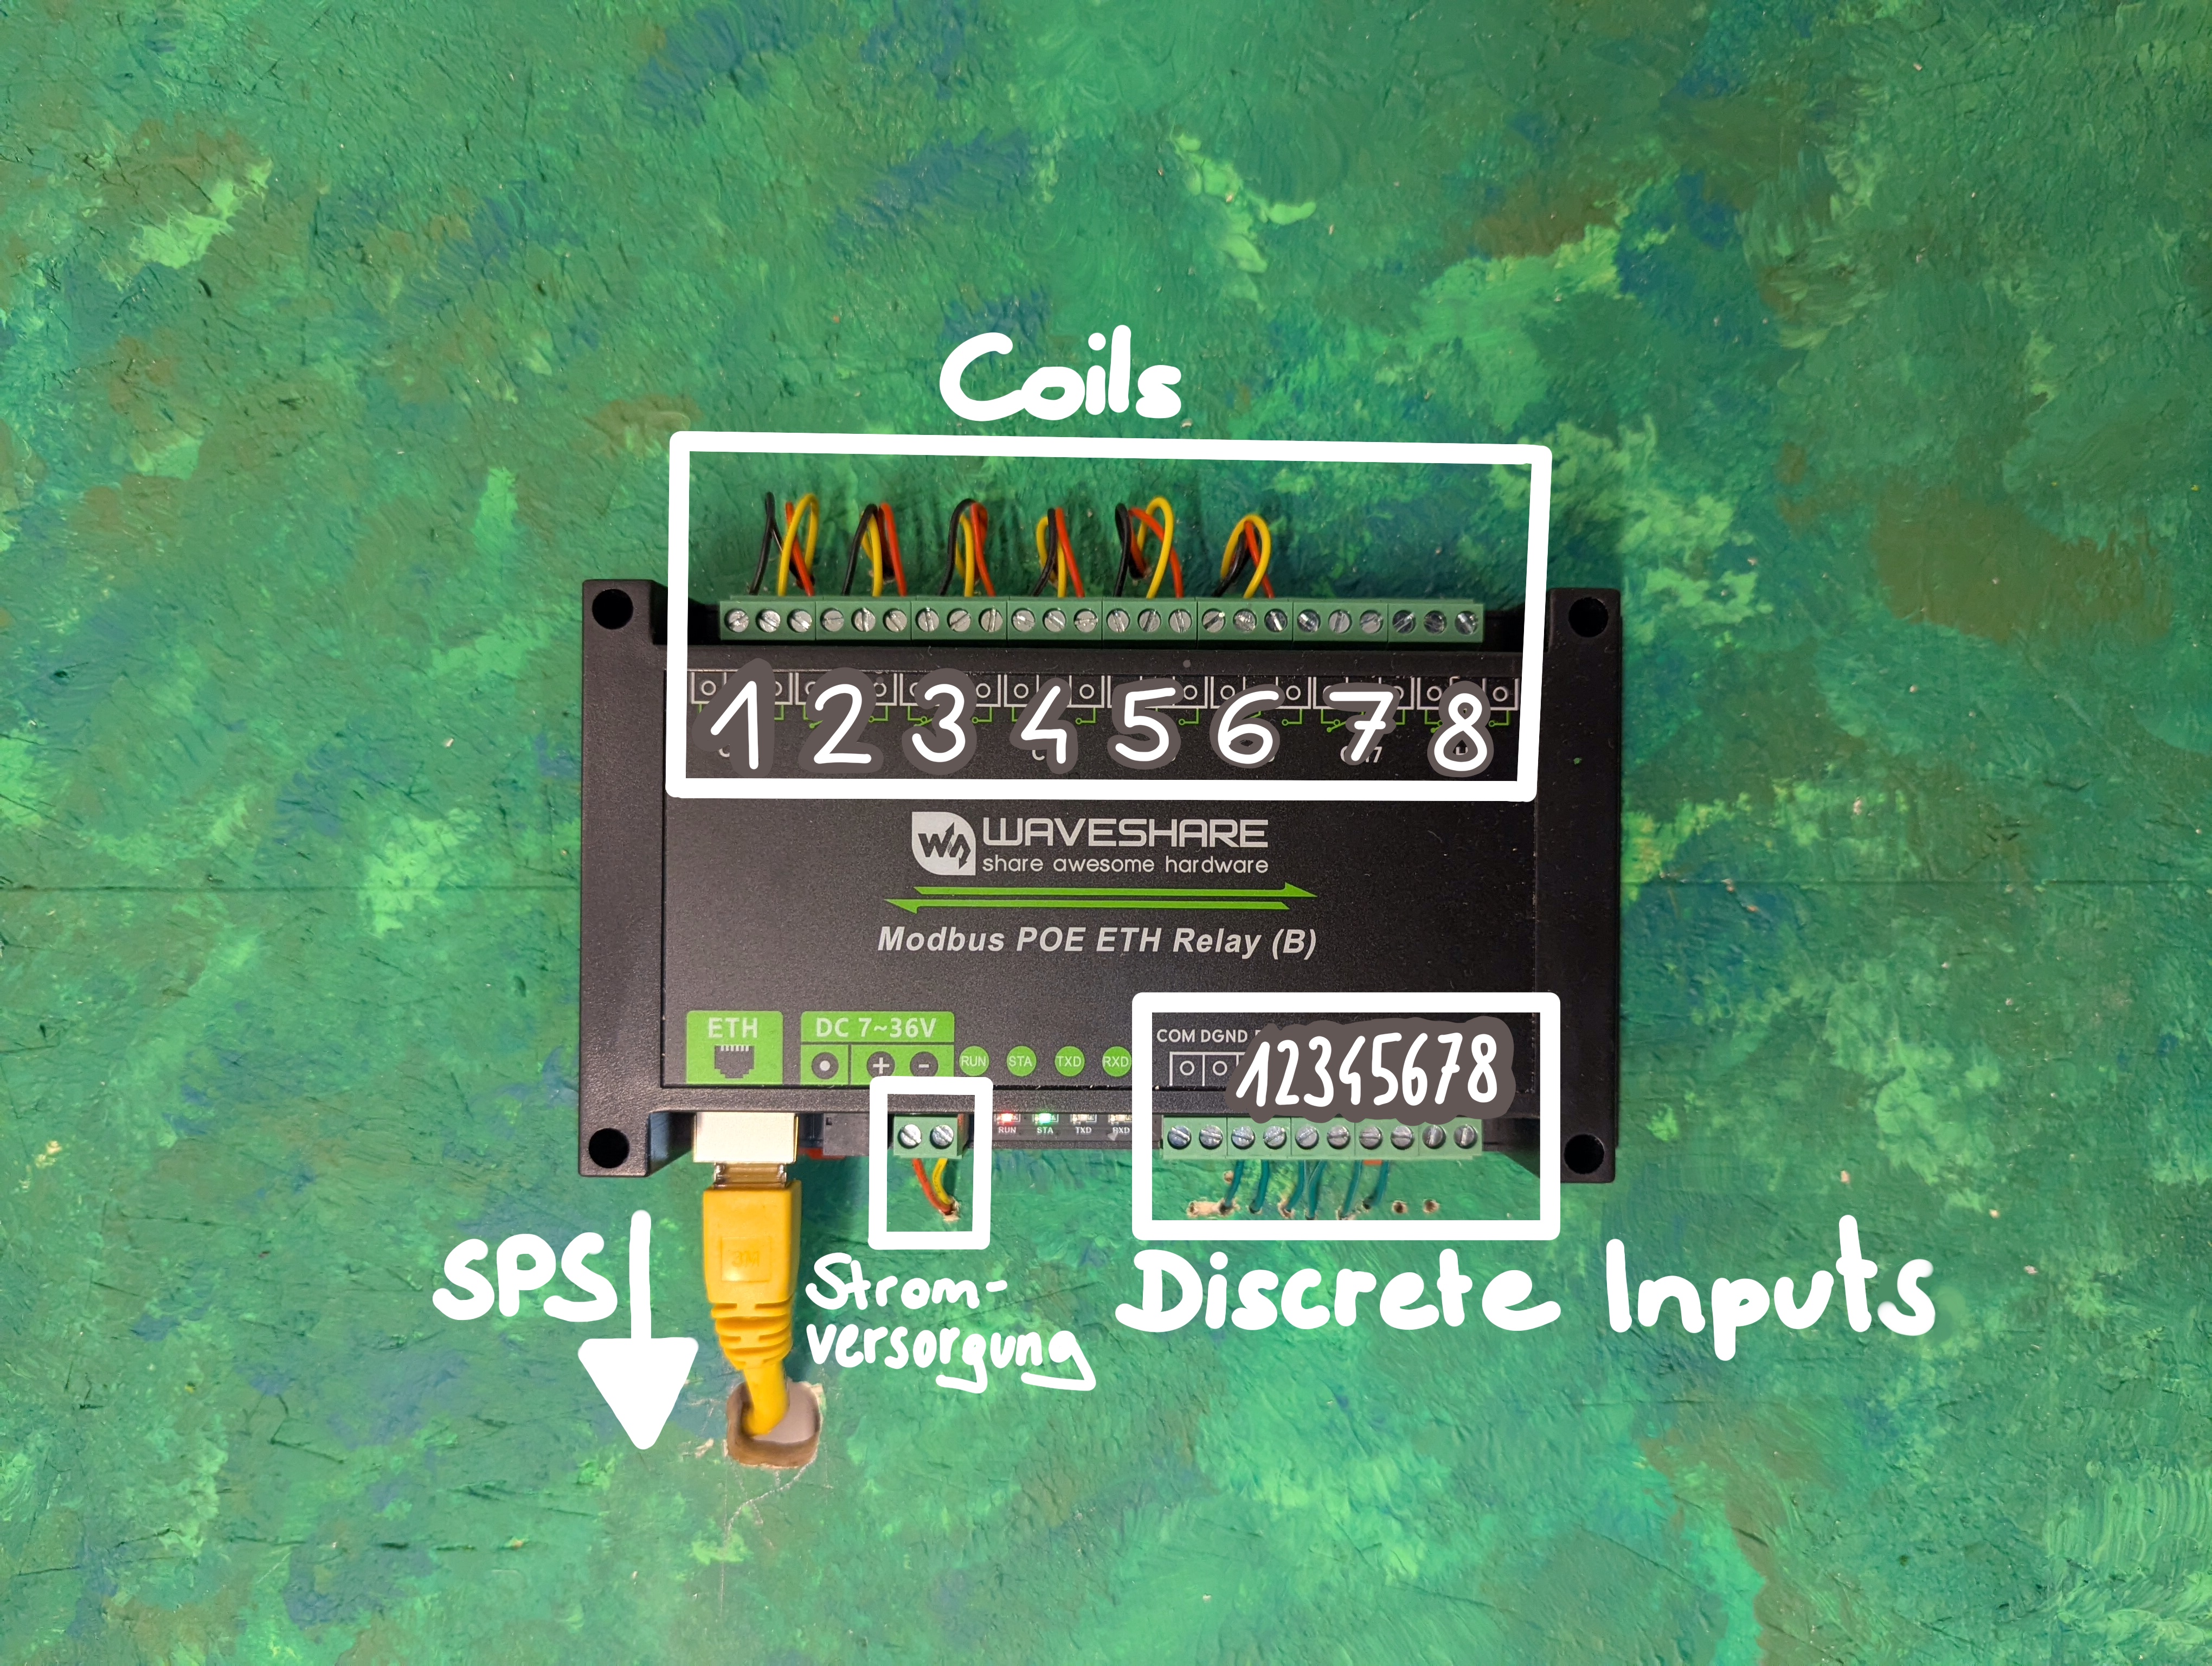 Coils
1 2 3 4 5 6 7 8
WAVESHARE
share awesome hardware
Modbus POE ETH Relay (B)
ETH
DC 7~36V
+ -
RUN STA TXD RXD
COM DGND
12345678
RUN STA TXD RXD
SPS
Strom-
versorgung
3M
Discrete Inputs